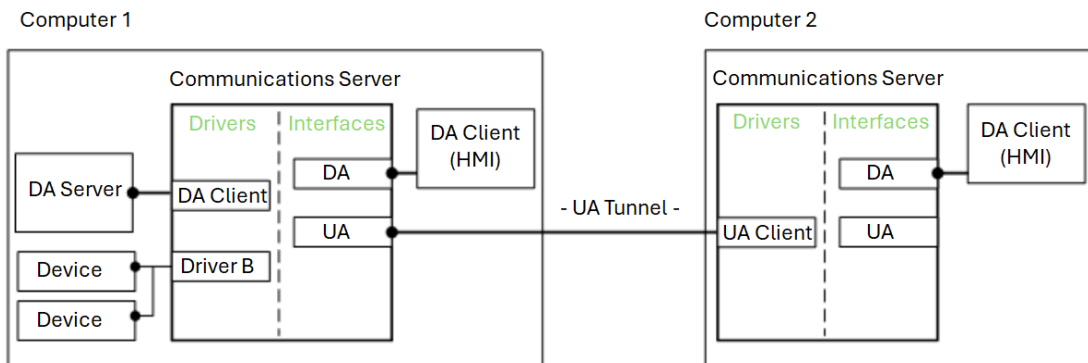 Computer 1
Communications Server
Drivers
Interfaces
DA Server
DA Client
Driver B
Device
Device
DA
UA
DA Client
(HMI)
- UA Tunnel -
Computer 2
Communications Server
Drivers
Interfaces
UA Client
DA
UA
DA Client
(HMI)